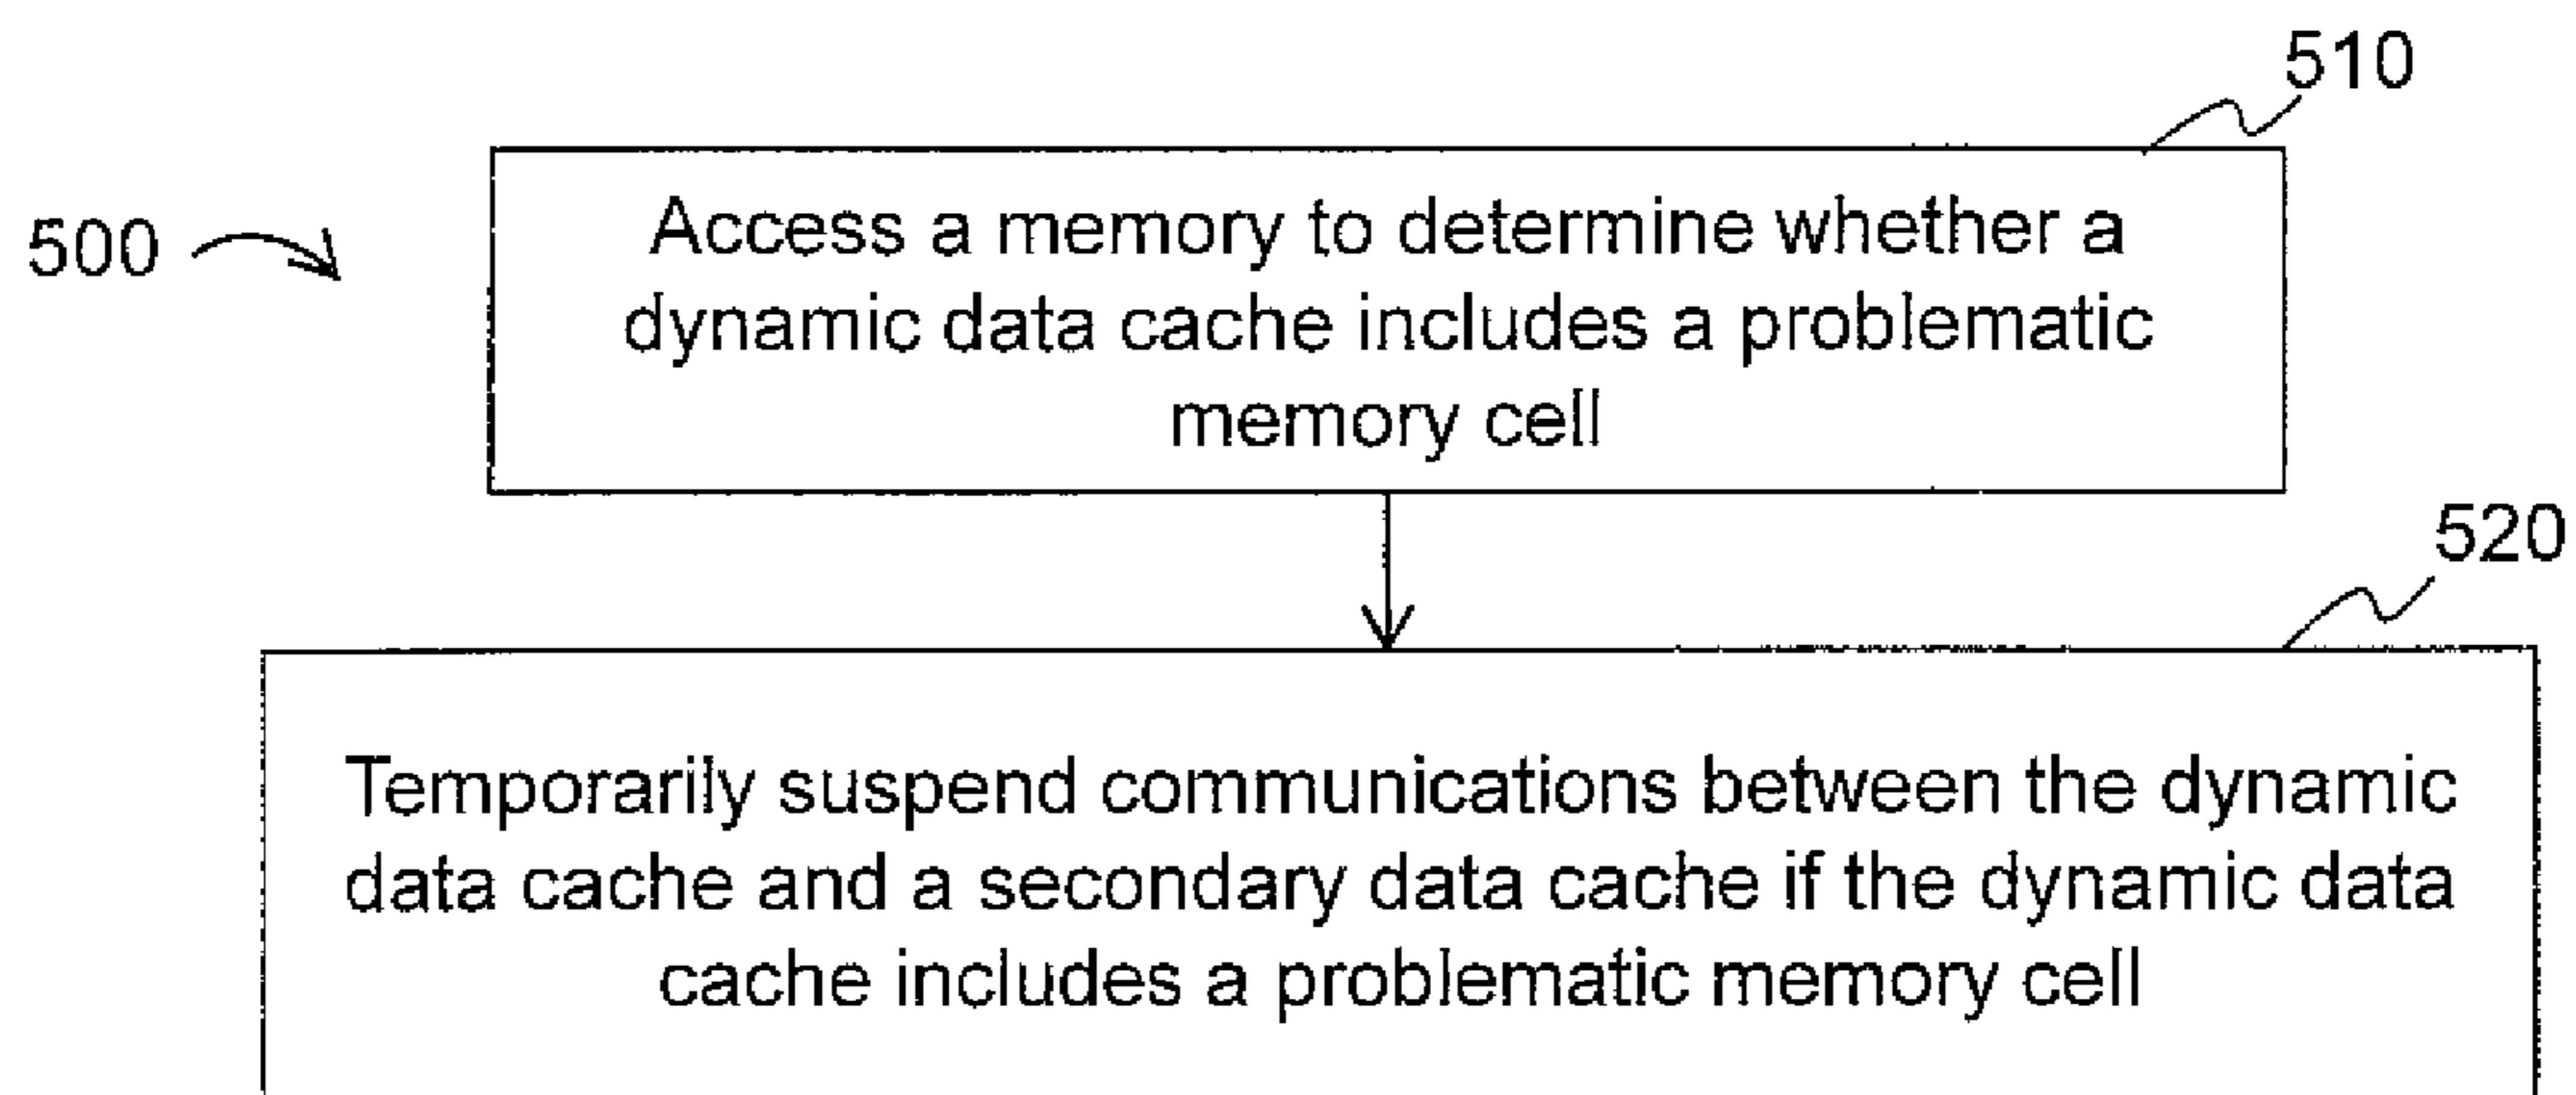 510
500
Access a memory to determine whether a
dynamic data cache includes a problematic
memory cell
520
Temporarily suspend communications between the dynamic
data cache and a secondary data cache if the dynamic data
cache includes a problematic memory cell